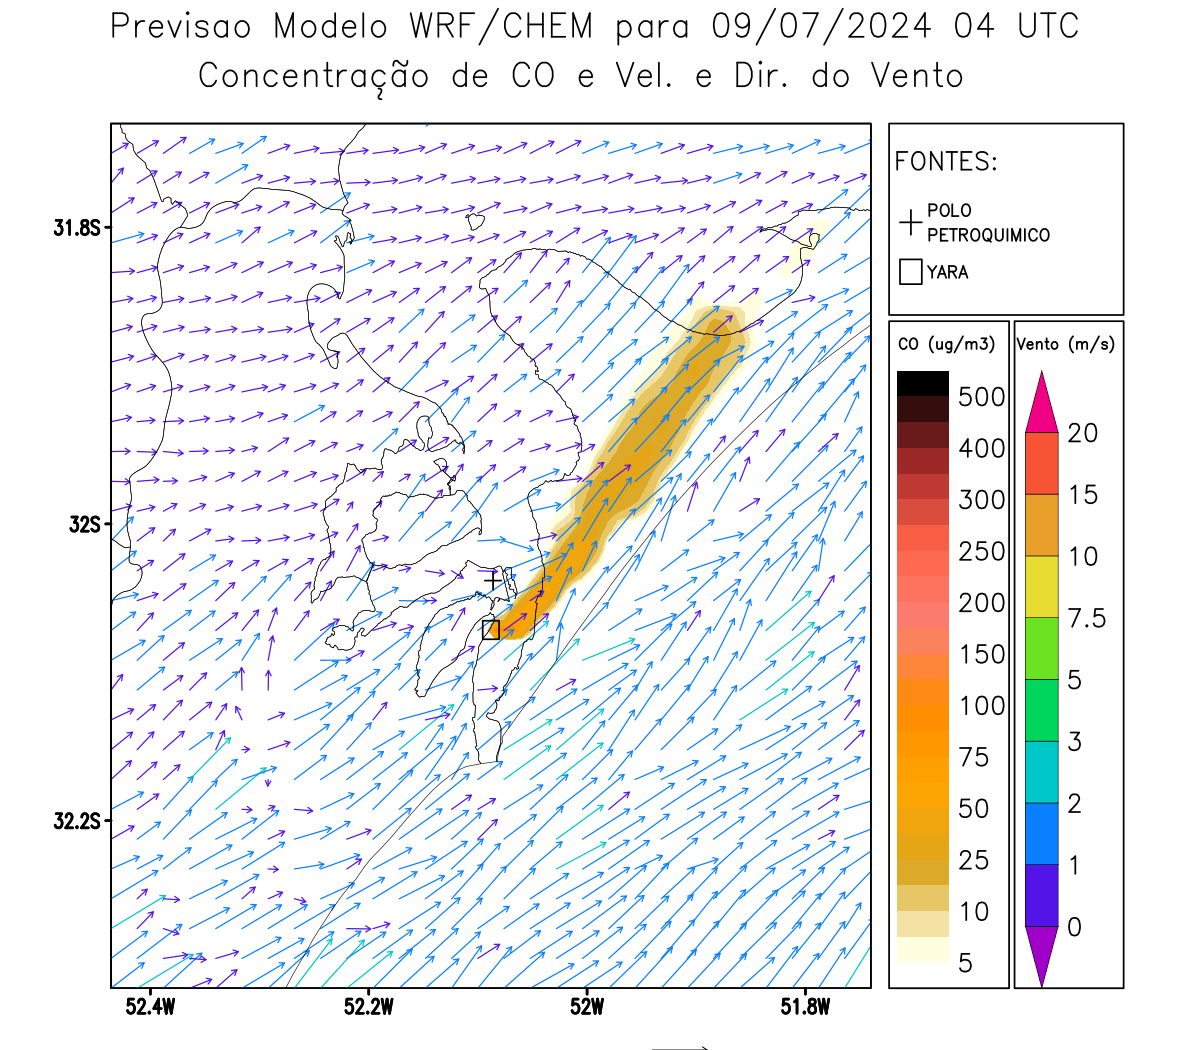 Previsao Modelo WRF/CHEM para 09/07/2024 04 UTC
Concentração de CO e Vel. e Dir. do Vento
FONTES:
POLO
PETROQUIMICO
YARA
CO (ug/m3)
500
400
300
250
200
150
100
75
50
25
10
5
Vento (m/s)
20
15
10
7.5
5
3
2
1
0
31.8S
32S
32.2S
52.4W
52.2W
52W
51.8W